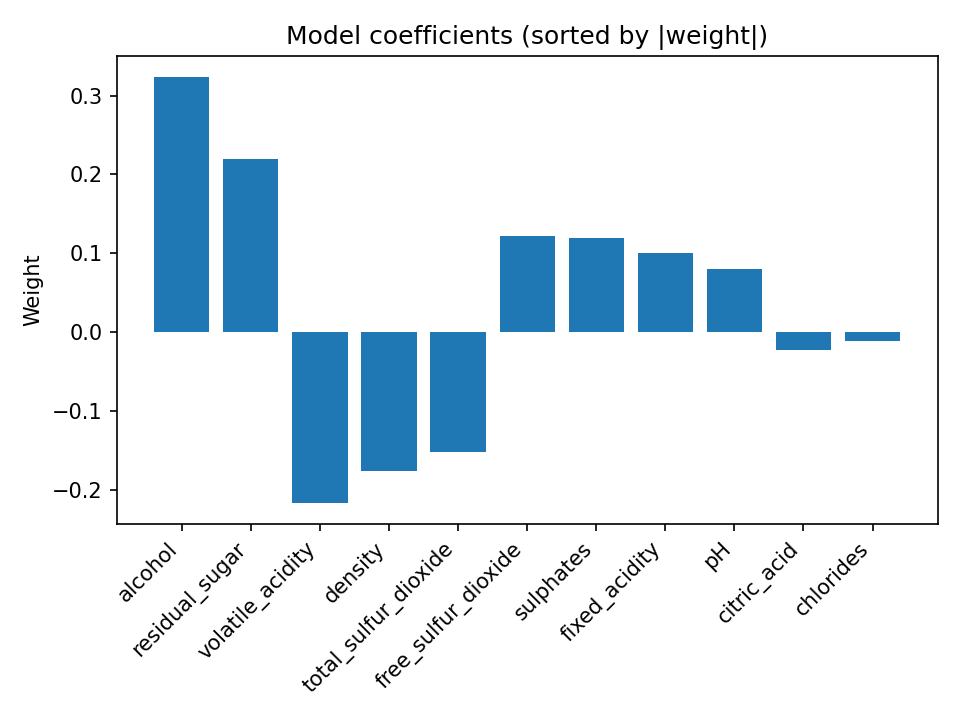 Model coefficients (sorted by |weight|)
Weight
0.3
0.2
0.1
0.0
−0.1
−0.2
alcohol
residual_sugar
volatile_acidity
density
total_sulfur_dioxide
free_sulfur_dioxide
sulphates
fixed_acidity
pH
citric_acid
chlorides